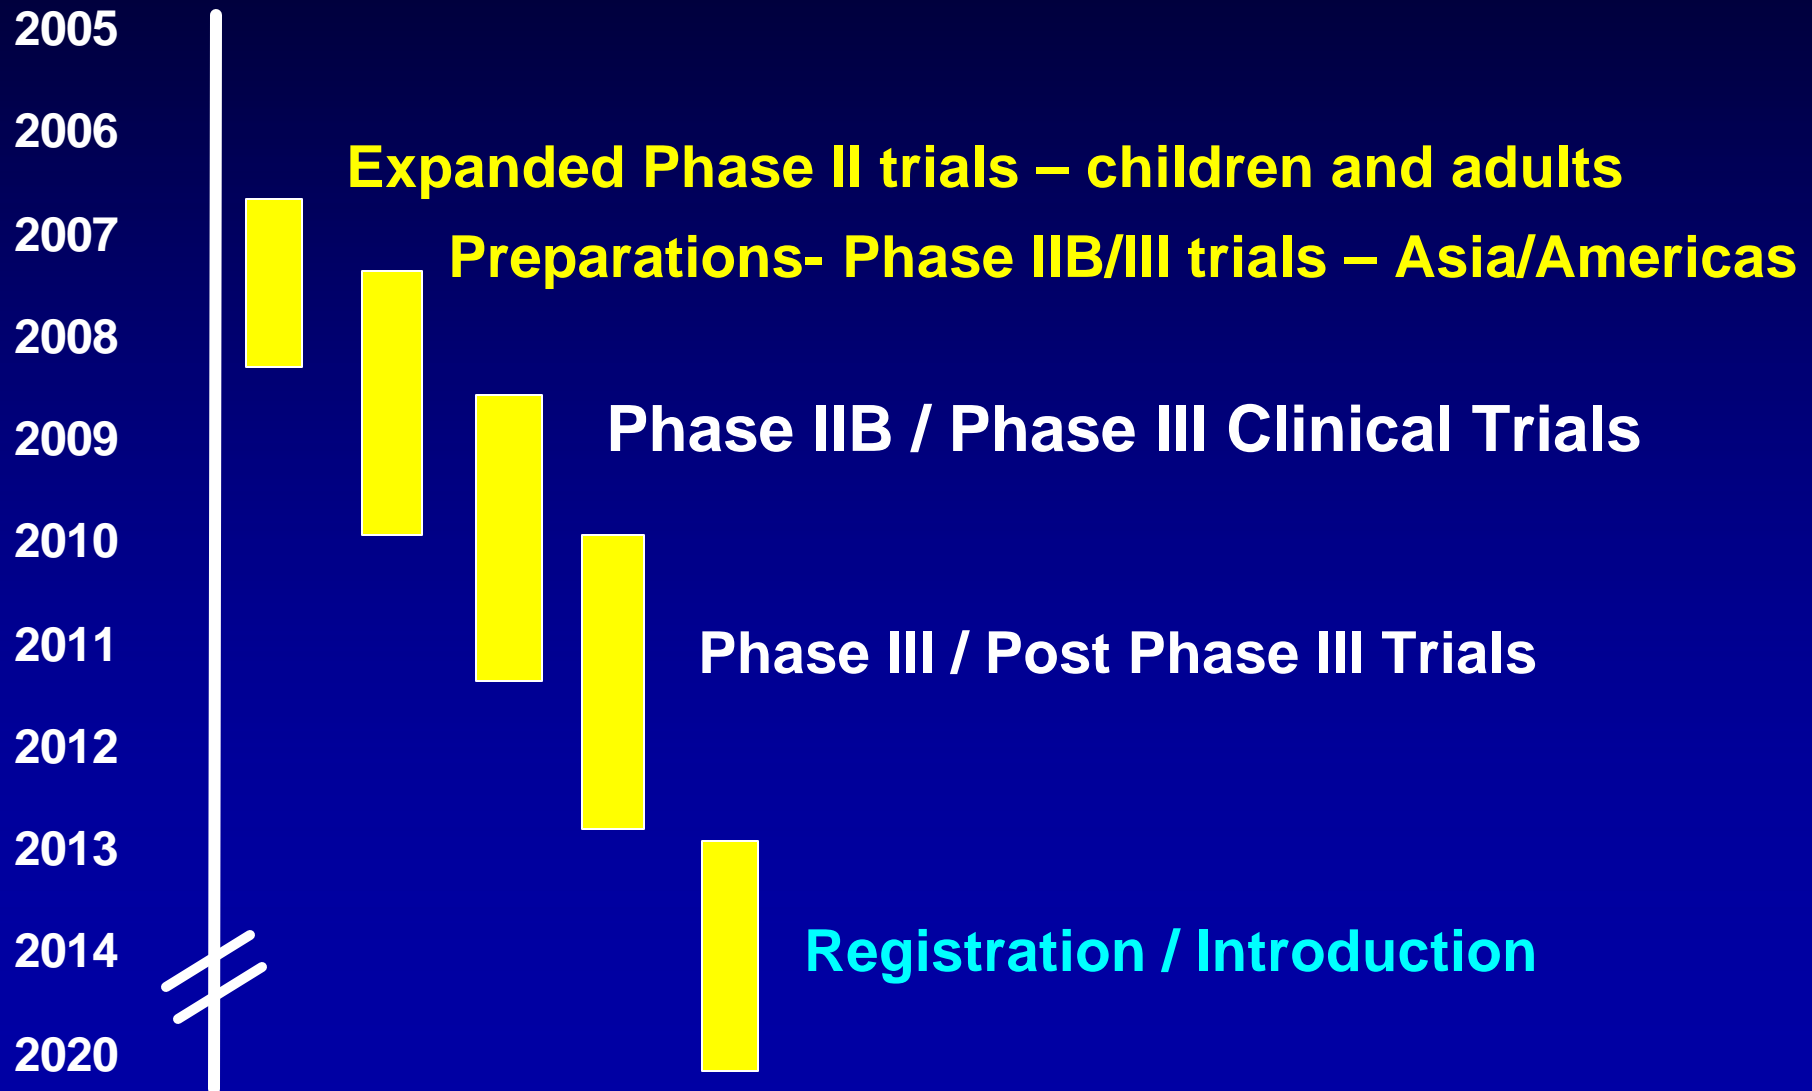 2005
2006
Expanded Phase II trials – children and adults
2007
Preparations- Phase IIB/III trials – Asia/Americas
2008
2009
Phase IIB / Phase III Clinical Trials
2010
2011
Phase III / Post Phase III Trials
2012
2013
2014
Registration / Introduction
2020